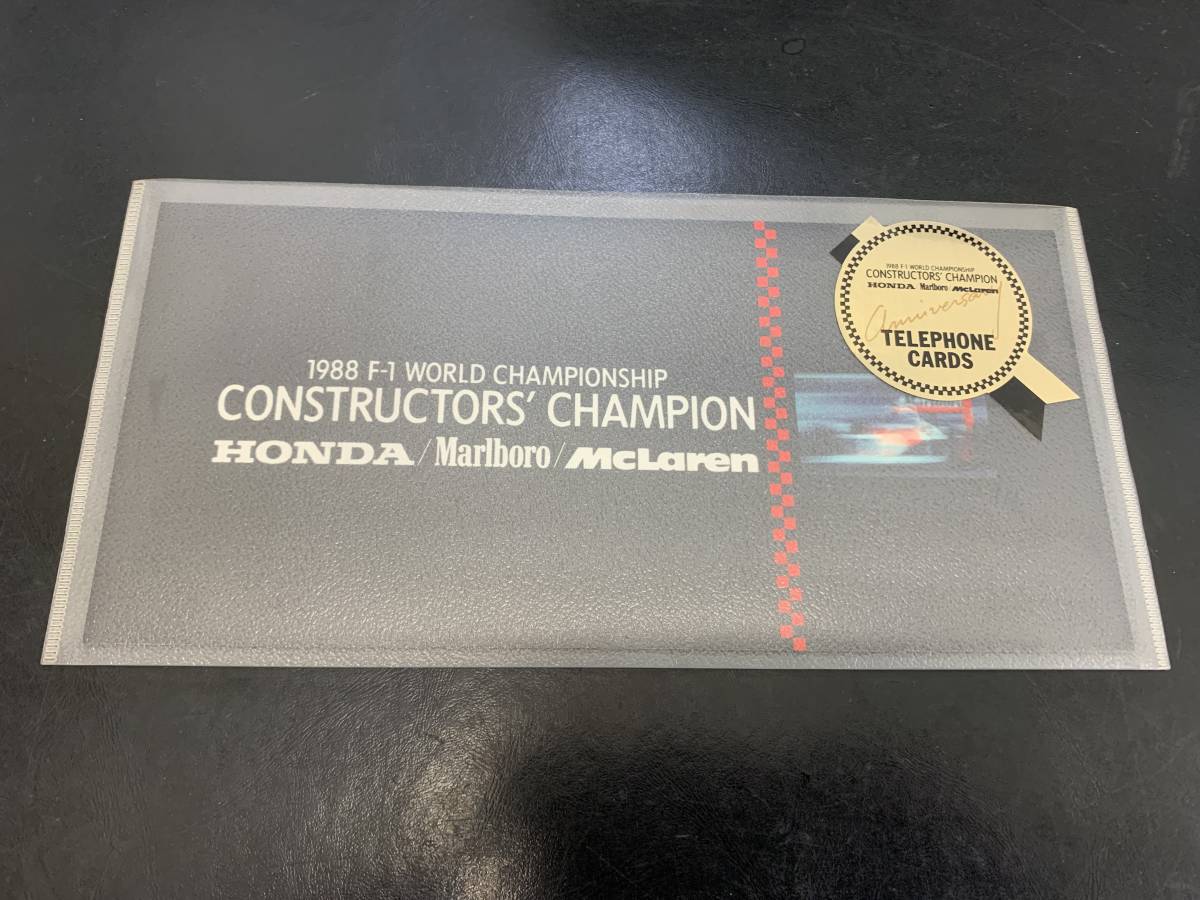 1988 F-1 WORLD CHAMPIONSHIP
CONSTRUCTORS' CHAMPION
HONDA / Marlboro / McLaren
1988 F-1 WORLD CHAMPIONSHIP
CONSTRUCTORS' CHAMPION
HONDA Marlboro / McLaren
anniversary
TELEPHONE
CARDS